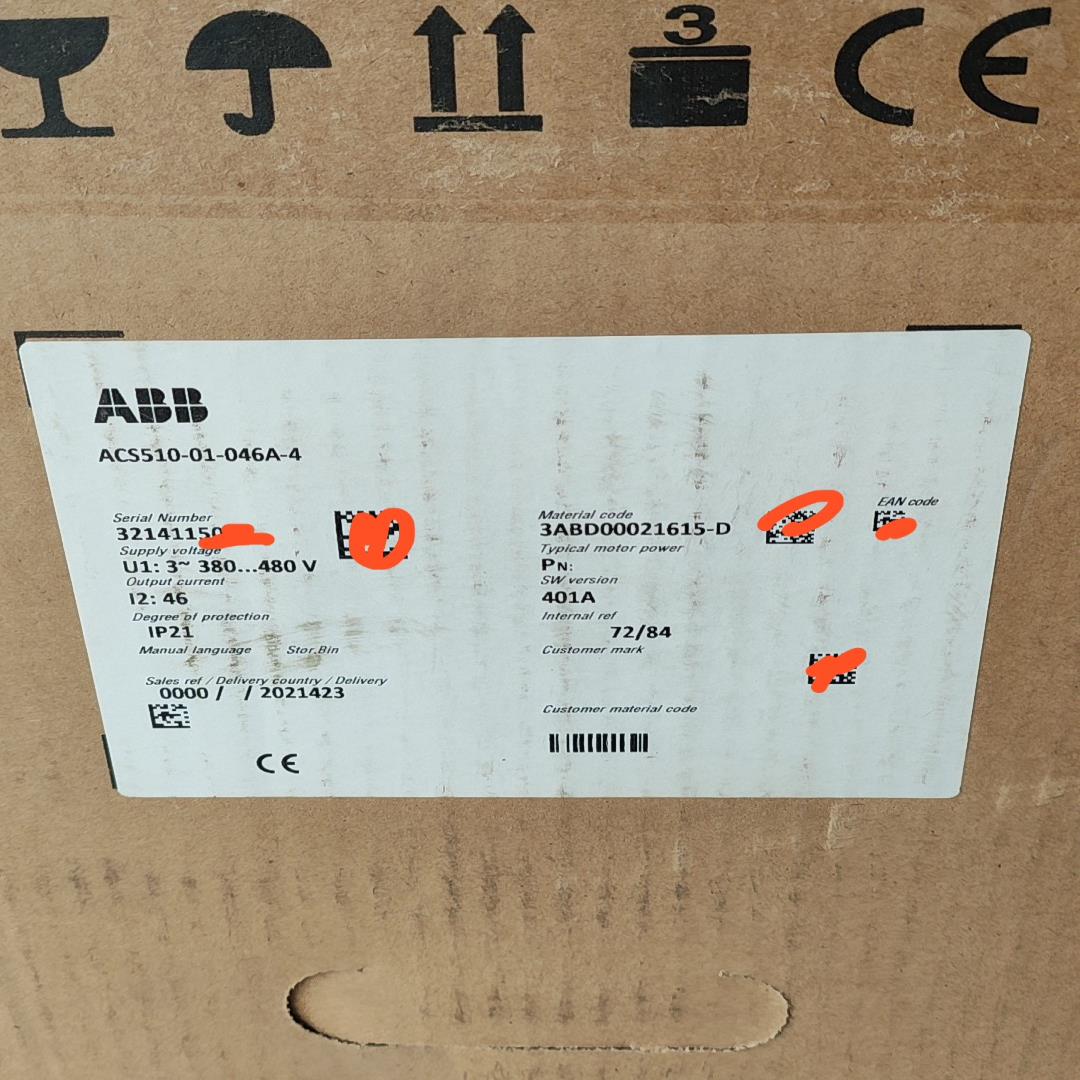 3
CE
ABB
ACS510-01-046A-4
Serial Number
32141150
Supply voltage
U1: 3~ 380...480 V
Output current
I2: 46
Degree of protection
IP21
Manual language Stor.Bin
Sales ref / Delivery country / Delivery
0000 / / 2021423
CE
Material code
3ABD00021615-D
EAN code
Typical motor power
PN:
SW version
401A
Internal ref
72/84
Customer mark
Customer material code